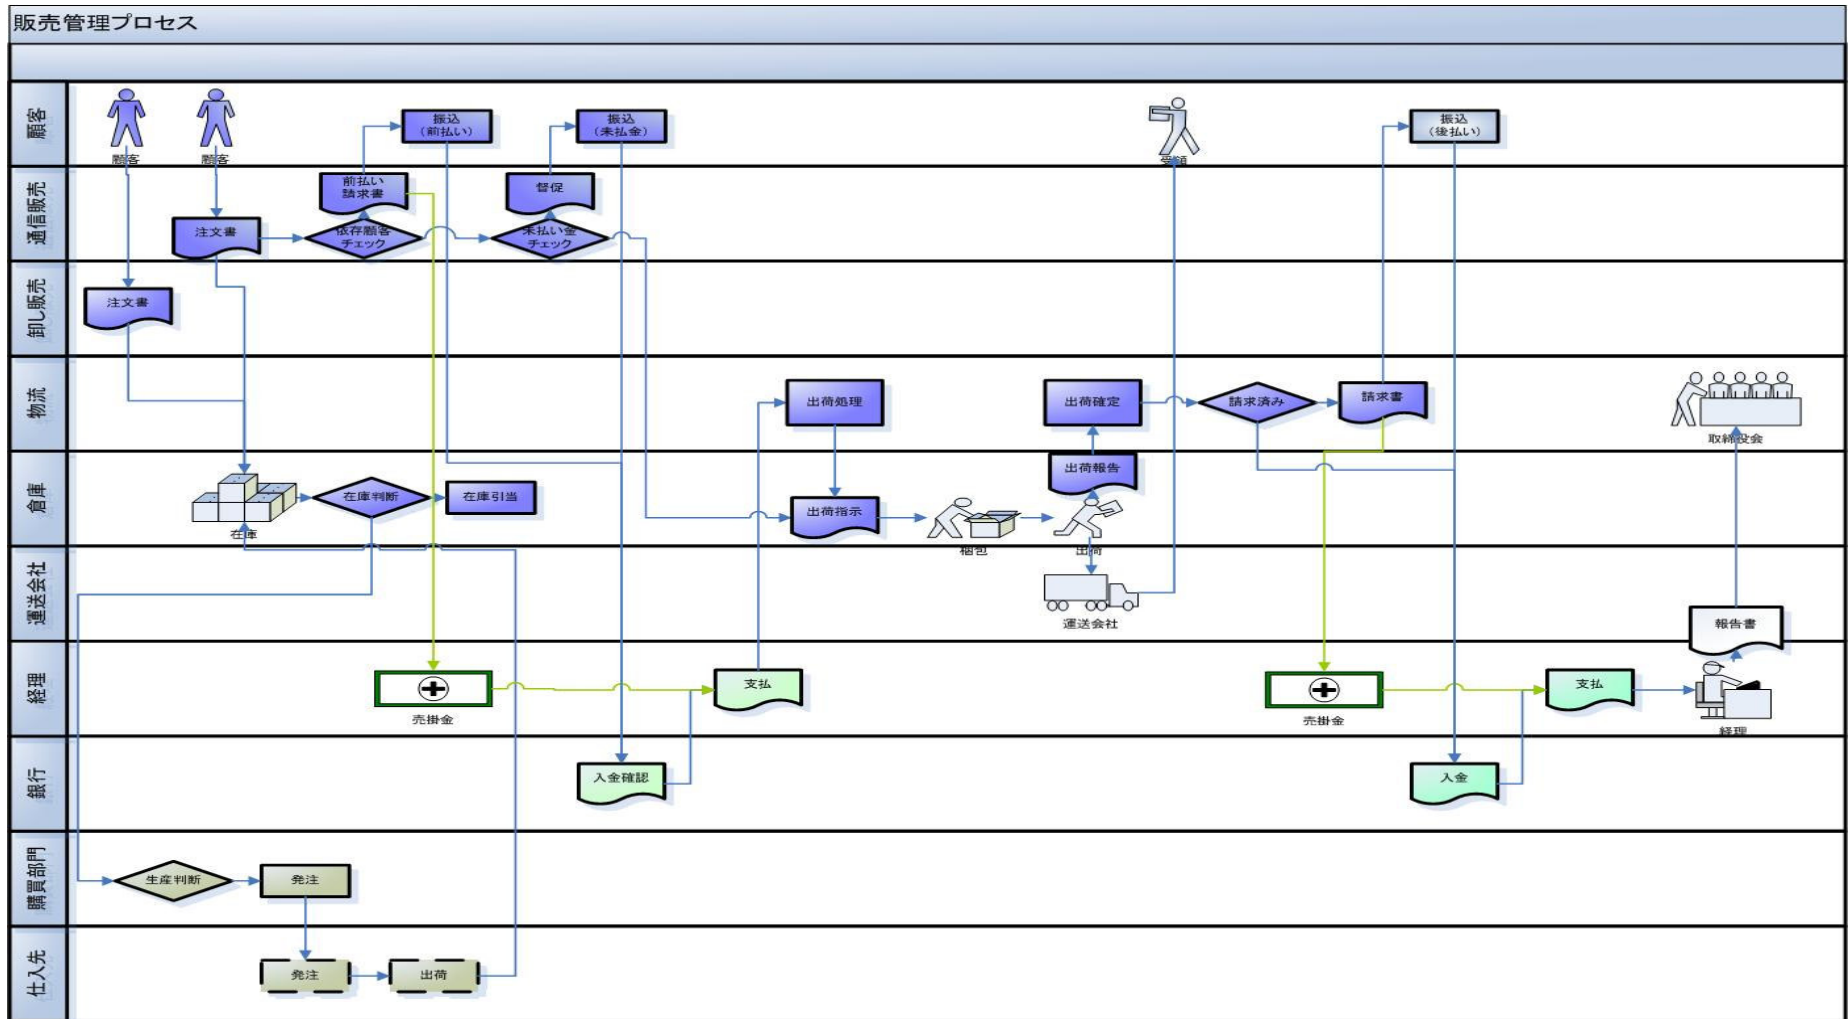 販売管理プロセス
顧客
顧客
顧客
振込
(前払い)
振込
(未払金)
受領
振込
(後払い)
通信販売
注文書
前払い
請求書
依存顧客
チェック
督促
未払い金
チェック
卸し販売
注文書
物流
出荷処理
出荷確定
請求済み
請求書
取締役会
倉庫
在庫
在庫判断
在庫引当
出荷指示
梱包
出荷報告
出荷
運送会社
運送会社
報告書
経理
売掛金
支払
売掛金
支払
経理
銀行
入金確認
入金
購買部門
生産判断
発注
仕入先
発注
出荷